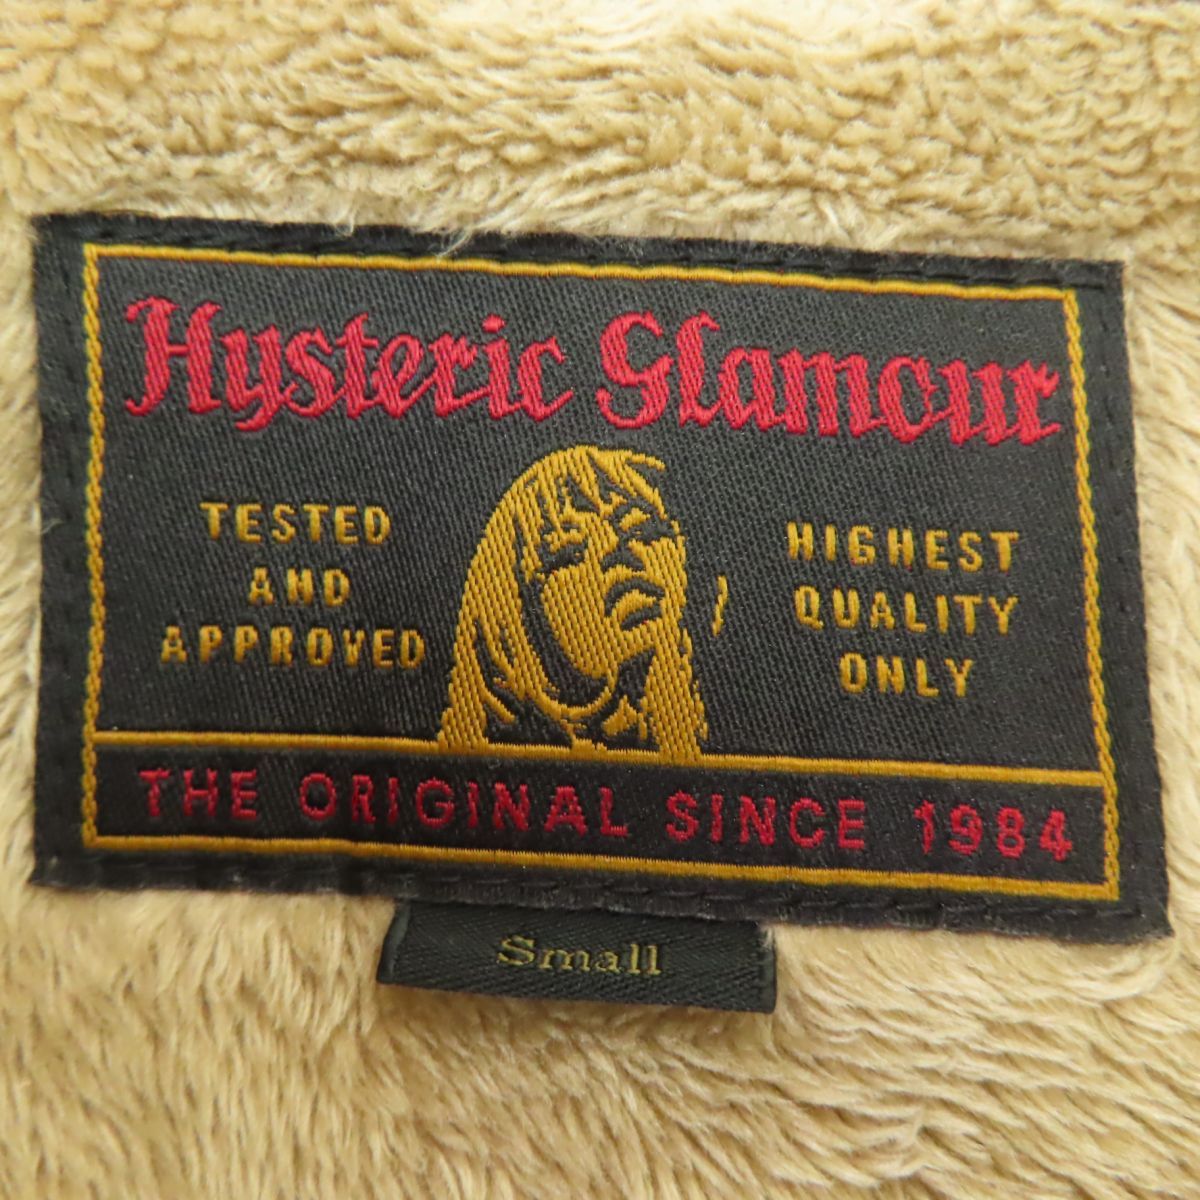 Hysteric Glamour
TESTED
AND
APPROVED
HIGHEST
QUALITY
ONLY
THE ORIGINAL SINCE 1984
Small